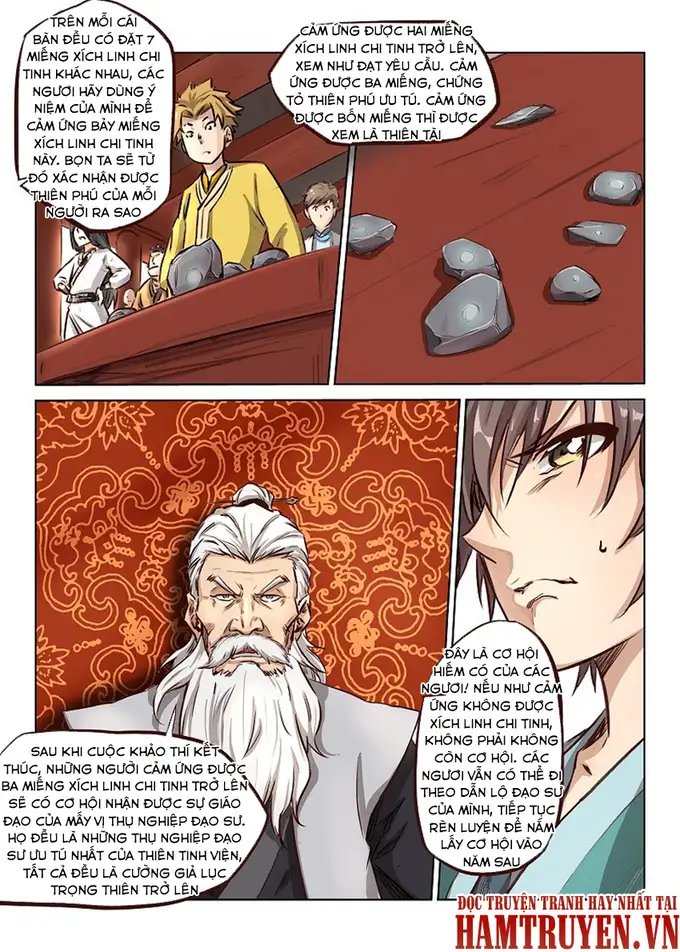 TRÊN MỖI CÁI
BÀN ĐỀU CÓ ĐẶT 7
MIẾNG XÍCH LINH CHI
TINH KHÁC NHAU, CÁC
NGƯƠI HÃY DÙNG Ý
NIỆM CỦA MÌNH ĐỂ
CẢM ỨNG BẢY MIẾNG
XÍCH LINH CHI TINH
NÀY. BỌN TA SẼ TỪ
ĐÓ XÁC NHẬN ĐƯỢC
THIÊN PHÚ CỦA MỖI
NGƯỜI RA SAO
CẢM ỨNG ĐƯỢC HAI MIẾNG
XÍCH LINH CHI TINH TRỞ LÊN,
XEM NHƯ ĐẠT YÊU CẦU. CẢM
ỨNG ĐƯỢC BA MIẾNG, CHỨNG
TỎ THIÊN PHÚ ƯU TÚ. CẢM ỨNG
ĐƯỢC BỐN MIẾNG THÌ ĐƯỢC
XEM LÀ THIÊN TÀI
ĐÂY LÀ CƠ HỘI
HIẾM CÓ CỦA CÁC
NGƯƠI! NẾU NHƯ CẢM
ỨNG KHÔNG ĐƯỢC
XÍCH LINH CHI TINH,
KHÔNG PHẢI KHÔNG
CÒN CƠ HỘI. CÁC
NGƯƠI VẪN CÓ THỂ ĐI
THEO DẪN LỘ ĐẠO SƯ
CỦA MÌNH, TIẾP TỤC
RÈN LUYỆN ĐỂ NẮM
LẤY CƠ HỘI VÀO
NĂM SAU
SAU KHI CUỘC KHẢO THÍ KẾT
THÚC, NHỮNG NGƯỜI CẢM ỨNG ĐƯỢC
BA MIẾNG XÍCH LINH CHI TINH TRỞ LÊN
SẼ CÓ CƠ HỘI NHẬN ĐƯỢC SỰ GIÁO
ĐẠO CỦA MẤY VỊ THỤ NGHIỆP ĐẠO SƯ.
HỌ ĐỀU LÀ NHỮNG THỤ NGHIỆP ĐẠO
SƯ ƯU TÚ NHẤT CỦA THIÊN TINH VIỆN,
TẤT CẢ ĐỀU LÀ CƯỜNG GIẢ LỤC
TRỌNG THIÊN TRỞ LÊN
ĐỌC TRUYỆN TRANH HAY NHẤT TẠI
HAMTRUYEN.VN